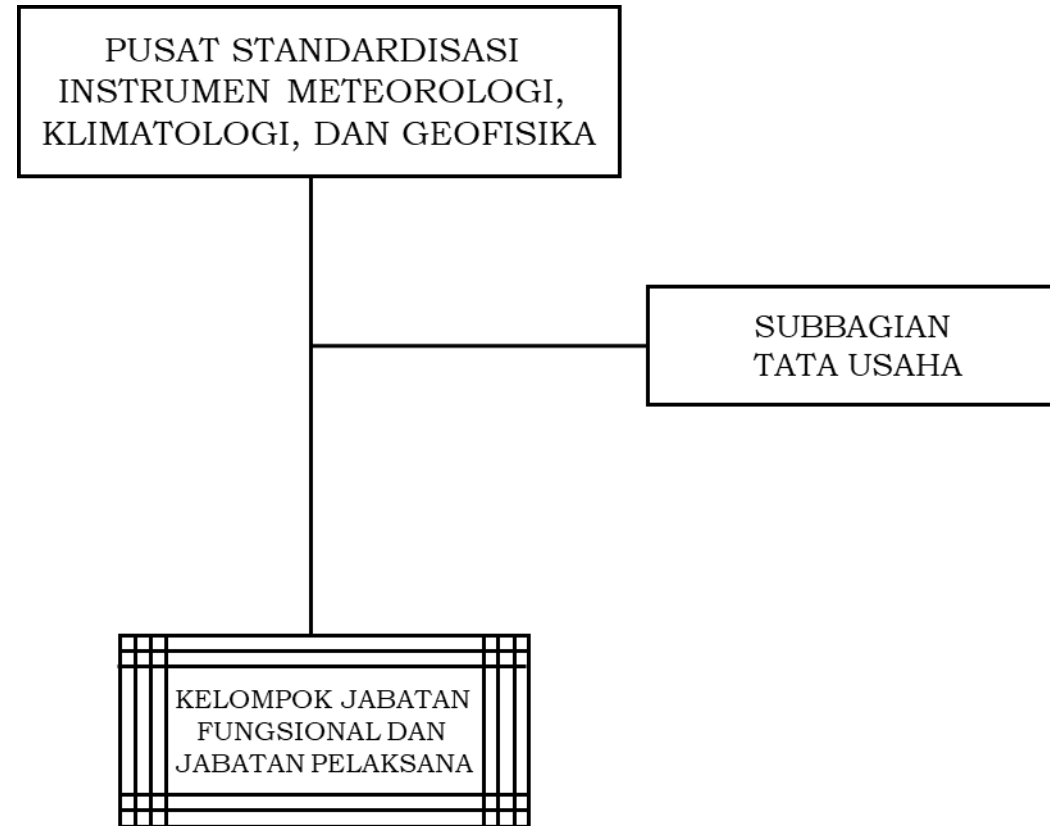 PUSAT STANDARDISASI
INSTRUMEN METEOROLOGI,
KLIMATOLOGI, DAN GEOFISIKA
SUBBAGIAN
TATA USAHA
KELOMPOK JABATAN
FUNGSIONAL DAN
JABATAN PELAKSANA